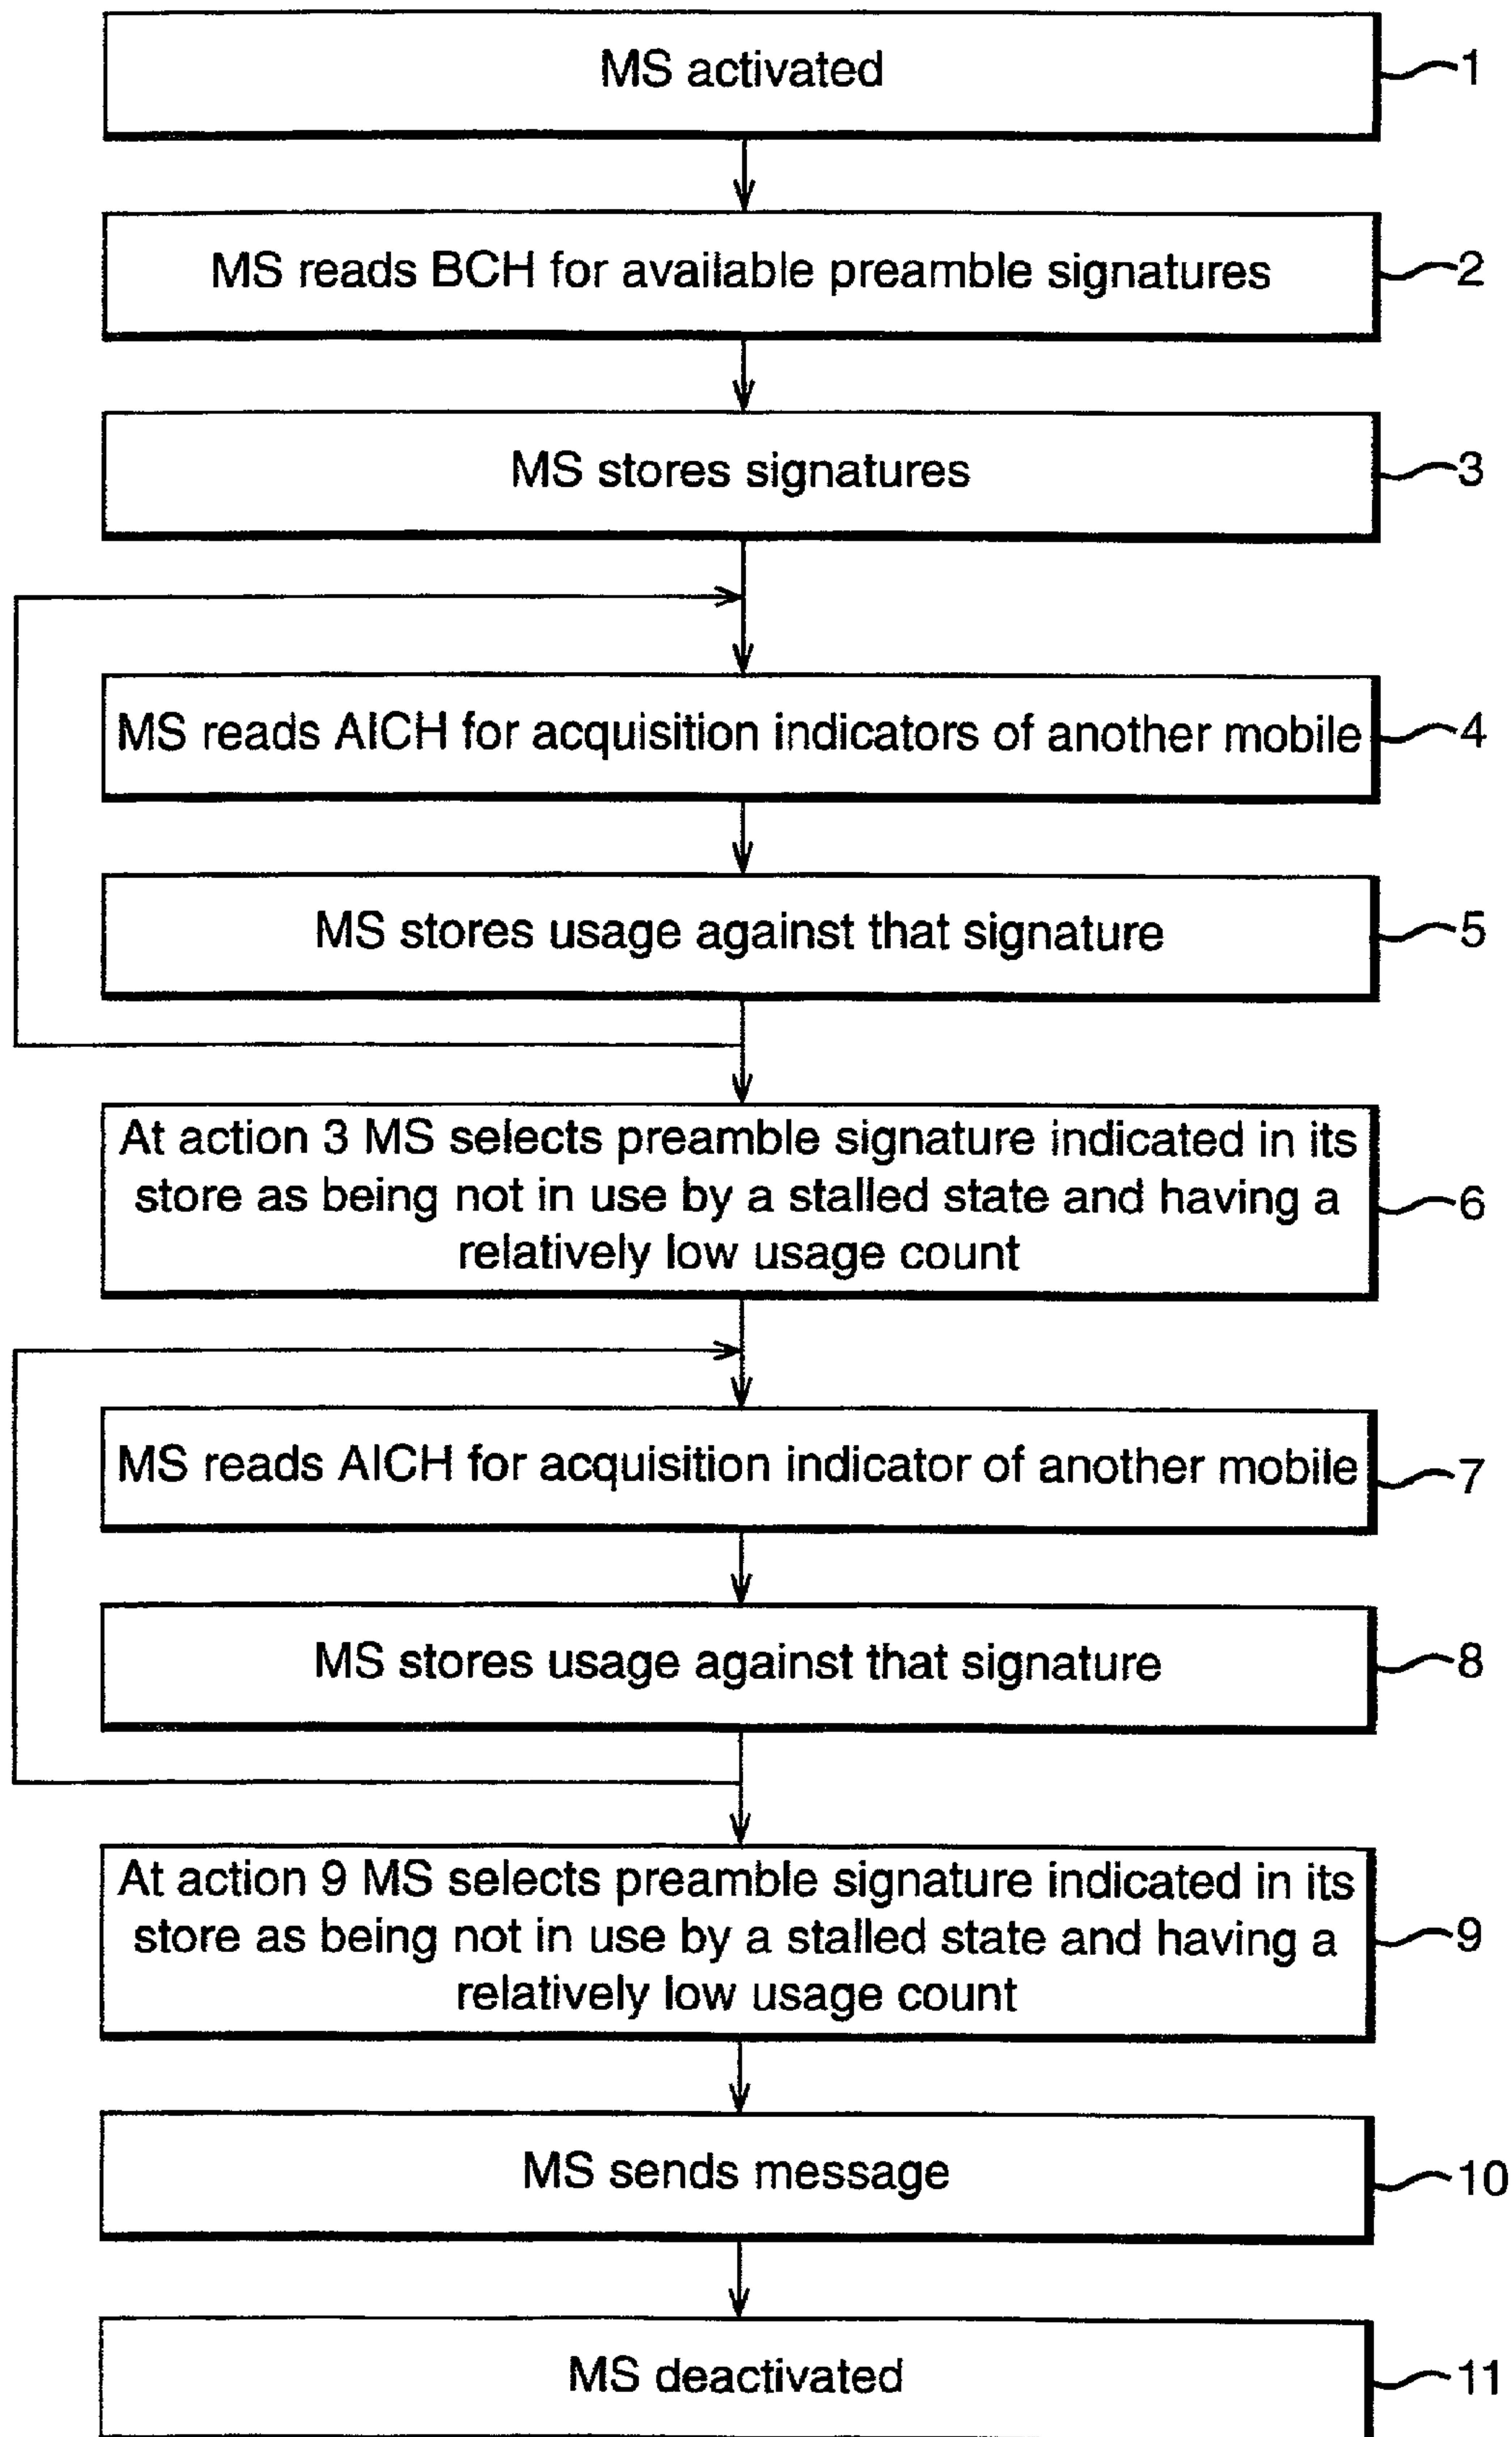 MS activated
1
MS reads BCH for available preamble signatures
2
MS stores signatures
3
MS reads AICH for acquisition indicators of another mobile
4
MS stores usage against that signature
5
At action 3 MS selects preamble signature indicated in its
store as being not in use by a stalled state and having a
relatively low usage count
6
MS reads AICH for acquisition indicator of another mobile
7
MS stores usage against that signature
8
At action 9 MS selects preamble signature indicated in its
store as being not in use by a stalled state and having a
relatively low usage count
9
MS sends message
10
MS deactivated
11